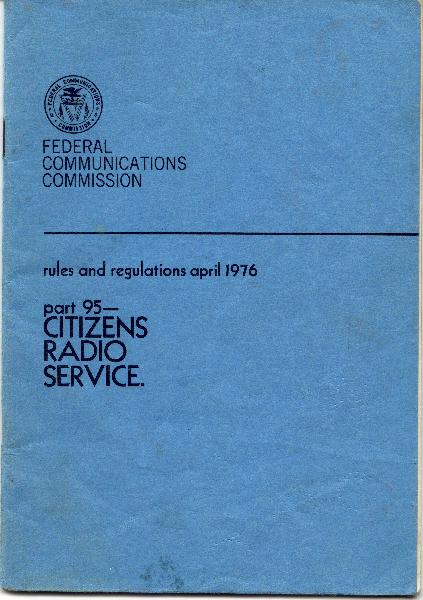 FEDERAL COMMUNICATIONS
COMMISSION
FEDERAL
COMMUNICATIONS
COMMISSION
rules and regulations april 1976
part 95—
CITIZENS
RADIO
SERVICE.